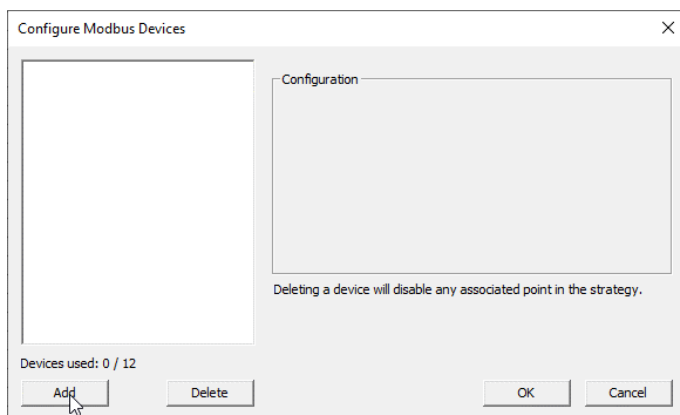 Configure Modbus Devices
Configuration
Deleting a device will disable any associated point in the strategy.
Devices used: 0 / 12
Add Delete OK Cancel